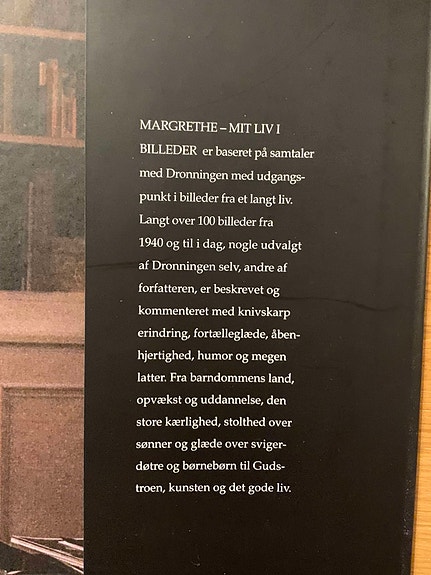 MARGRETHE – MIT LIV I
BILLEDER er baseret på samtaler
med Dronningen med udgangs-
punkt i billeder fra et langt liv.
Langt over 100 billeder fra
1940 og til i dag, nogle udvalgt
af Dronningen selv, andre af
forfatteren, er beskrevet og
kommenteret med knivskarp
erindring, fortælleglæde, åben-
hjertighed, humor og megen
latter. Fra barndommens land,
opvækst og uddannelse, den
store kærlighed, stolthed over
sønner og glæde over sviger-
døtre og børnebørn til Guds-
troen, kunsten og det gode liv.